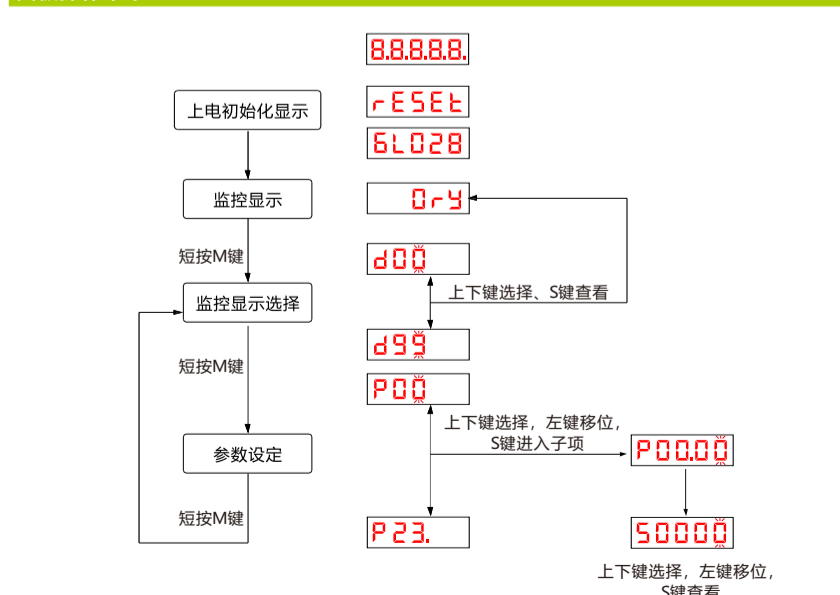 8.8.8.8.8.
rESEt
上电初始化显示
6L028
监控显示
0rY
短按M键
d00
监控显示选择
上下键选择、S键查看
d99
短按M键
P00
上下键选择，左键移位，
S键进入子项
参数设定
P00.00
短按M键
P23.
50000
上下键选择，左键移位，
S键查看